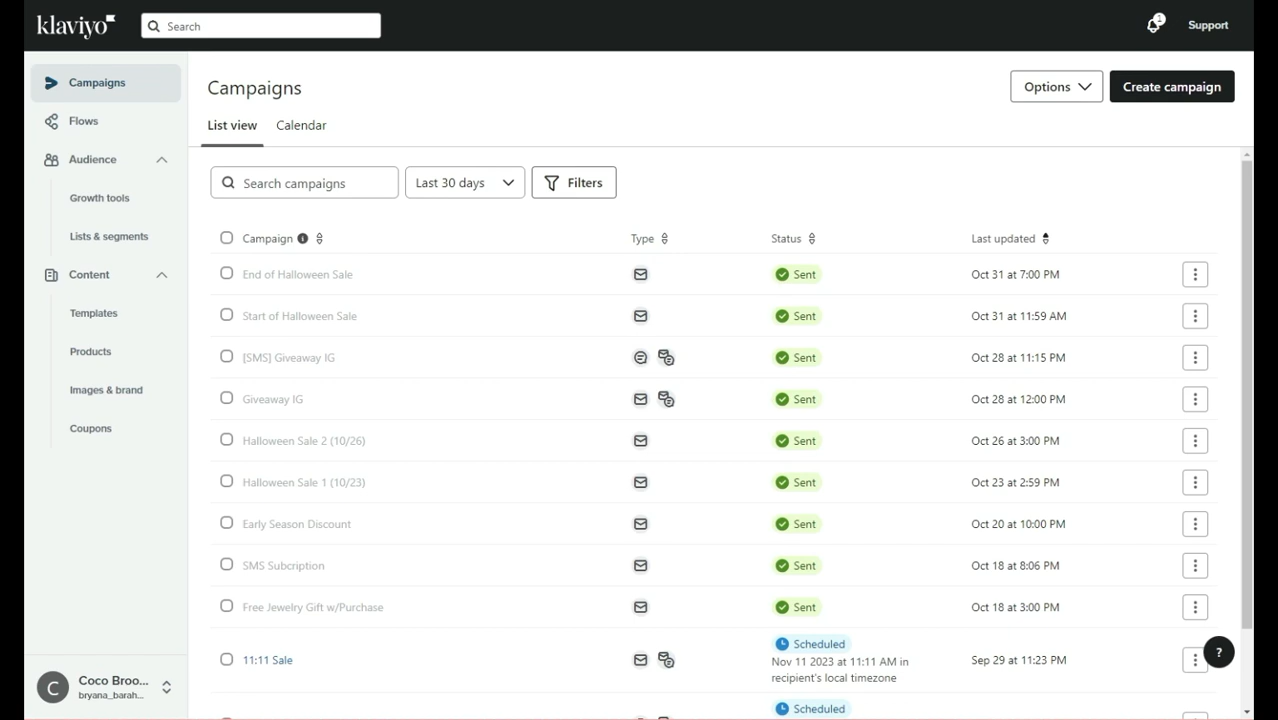 klaviyo
Search
1
Support
Campaigns
Flows
Audience
Growth tools
Lists & segments
Content
Templates
Products
Images & brand
Coupons
C
Coco Broo...
bryana_barah...
Campaigns
Options
Create campaign
List view
Calendar
Search campaigns
Last 30 days
Filters
Campaign Type Status Last updated
End of Halloween Sale Sent Oct 31 at 7:00 PM
Start of Halloween Sale Sent Oct 31 at 11:59 AM
[SMS] Giveaway IG Sent Oct 28 at 11:15 PM
Giveaway IG Sent Oct 28 at 12:00 PM
Halloween Sale 2 (10/26) Sent Oct 26 at 3:00 PM
Halloween Sale 1 (10/23) Sent Oct 23 at 2:59 PM
Early Season Discount Sent Oct 20 at 10:00 PM
SMS Subcription Sent Oct 18 at 8:06 PM
Free Jewelry Gift w/Purchase Sent Oct 18 at 3:00 PM
Scheduled
11:11 Sale Nov 11 2023 at 11:11 AM in Sep 29 at 11:23 PM
recipient's local timezone
?
Scheduled